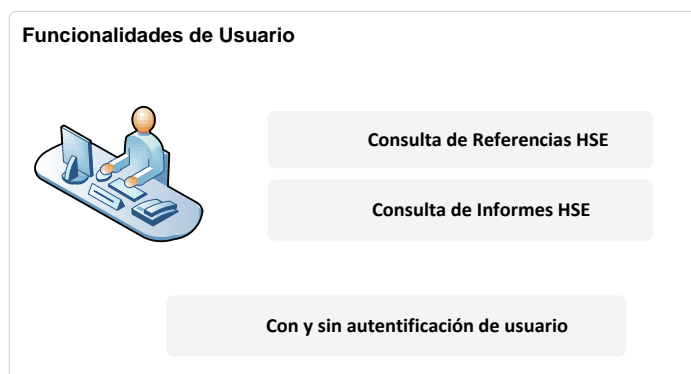 Funcionalidades de Usuario
Consulta de Referencias HSE
Consulta de Informes HSE
Con y sin autentificación de usuario